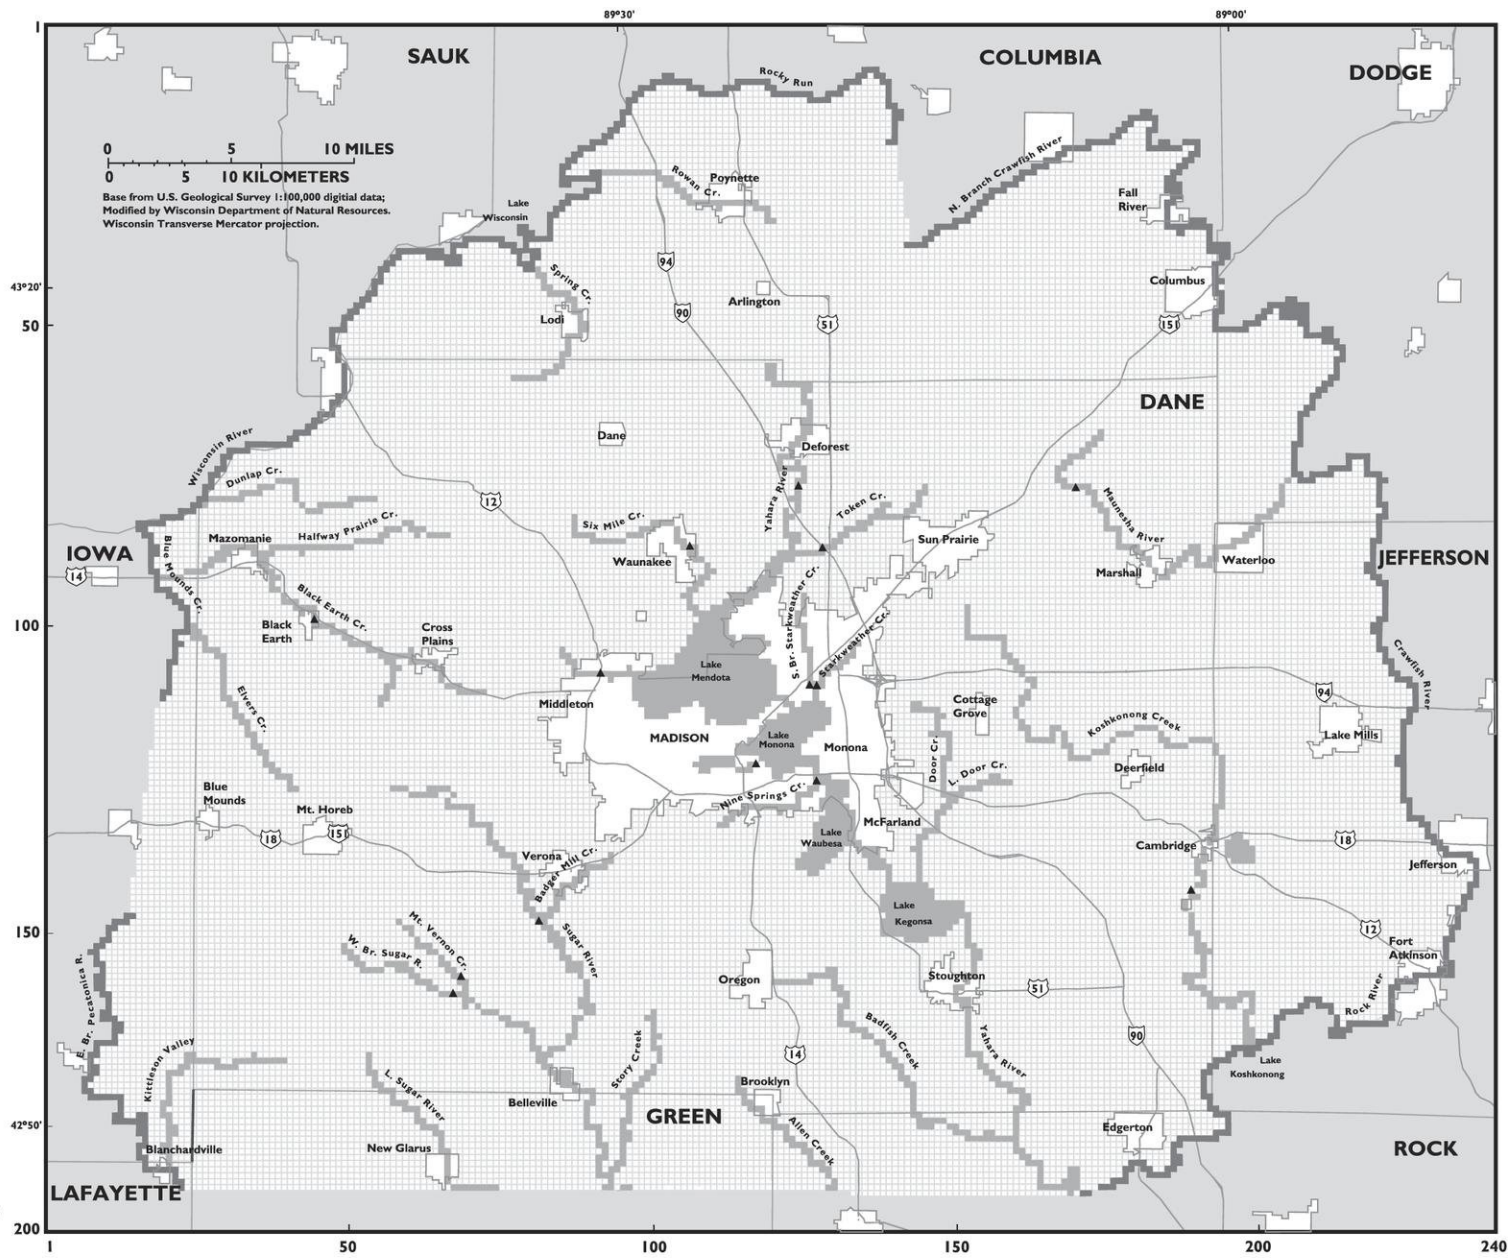 89°30'
89°00'
1
SAUK
COLUMBIA
DODGE
Rocky Run
0 5 10 MILES
0 5 10 KILOMETERS
Base from U.S. Geological Survey 1:100,000 digitial data;
Modified by Wisconsin Department of Natural Resources.
Wisconsin Transverse Mercator projection.
N. Branch Crawfish River
Rowan Cr.
Poynette
Fall
River
Lake
Wisconsin
94
Spring Cr.
43°20'
Columbus
Arlington
90
Lodi
51
151
50
DANE
Dane
Deforest
Wisconsin River
Dunlap Cr.
12
Yahara River
Token Cr.
Maunesha River
Six Mile Cr.
Halfway Prairie Cr.
Mazomanie
Sun Prairie
IOWA
JEFFERSON
Waunakee
Waterloo
Marshall
14
Blue Mounds Cr.
Black Earth Cr.
S. Br. Starkweather Cr.
Starkweather Cr.
100
Black
Earth
Cross
Plains
Lake
Mendota
Crawfish River
94
Elvers Cr.
Middleton
Cottage
Grove
Koshkonong Creek
Lake Mills
MADISON
Lake
Monona
Monona
Door Cr.
L. Door Cr.
Deerfield
Blue
Mounds
Nine Springs Cr.
Mt. Horeb
McFarland
18
151
Lake
Waubesa
Cambridge
18
Verona
Badger Mill Cr.
Jefferson
Lake
Kegonsa
Mt. Vernon Cr.
W. Br. Sugar R.
Sugar River
150
12
Fort
Atkinson
E. Br. Pecatonica R.
Oregon
Stoughton
51
Rock River
Badfish Creek
Yahara River
90
Kittleson Valley
Story Creek
14
Lake
Koshkonong
L. Sugar River
Brooklyn
Belleville
GREEN
42°50'
Allen Creek
Edgerton
Blanchardville
New Glarus
ROCK
LAFAYETTE
200
1 50 100 150 200 240